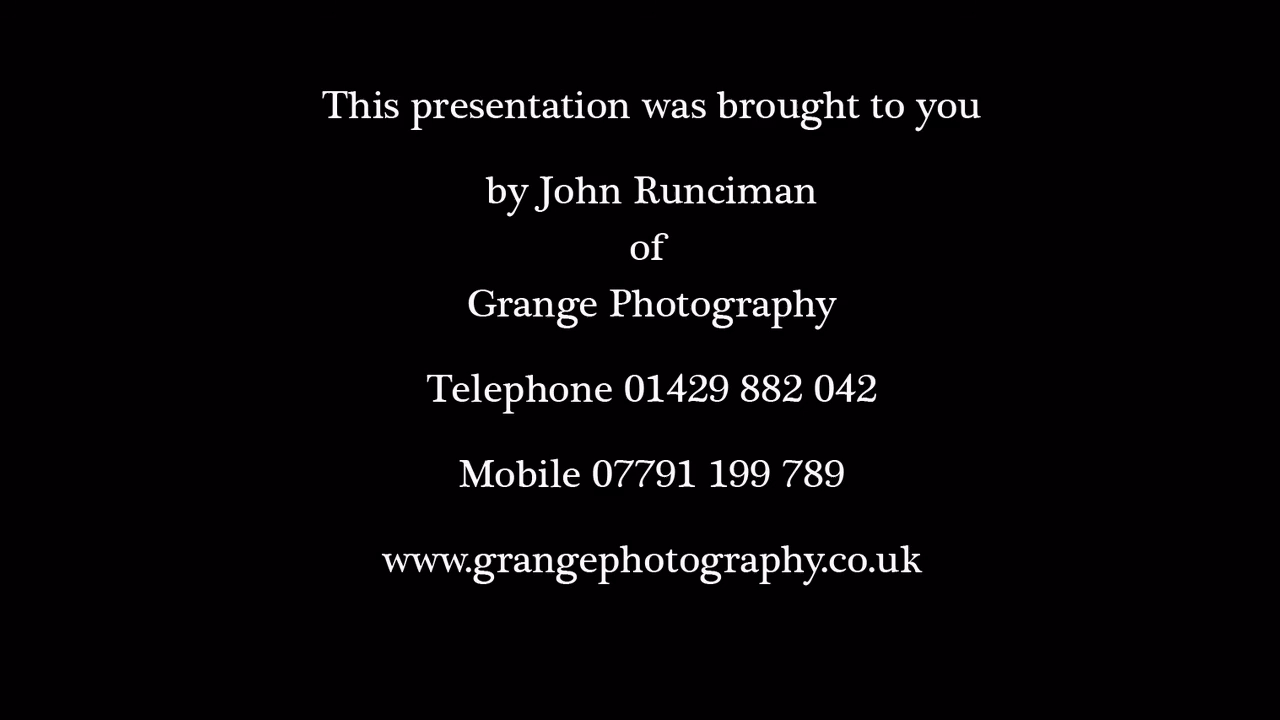 This presentation was brought to you
by John Runciman
of
Grange Photography
Telephone 01429 882 042
Mobile 07791 199 789
www.grangephotography.co.uk